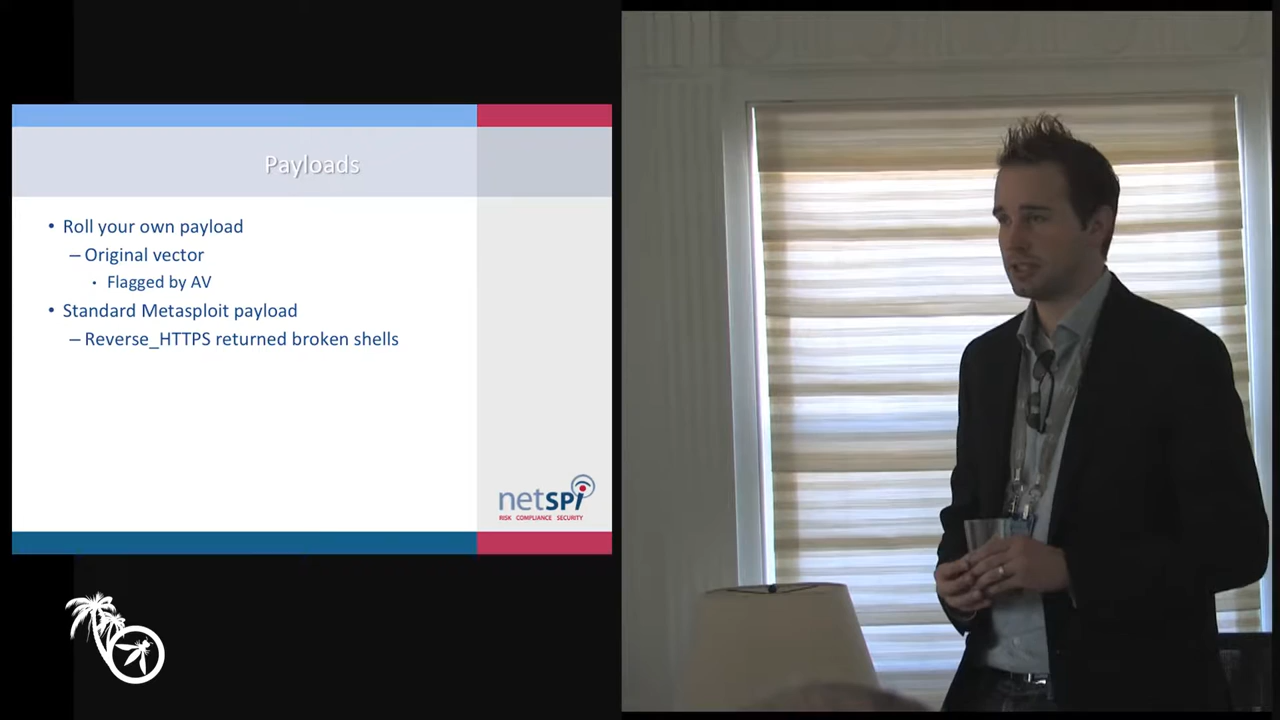 Payloads
• Roll your own payload
– Original vector
• Flagged by AV
• Standard Metasploit payload
– Reverse_HTTPS returned broken shells
netSPi
RISK COMPLIANCE SECURITY